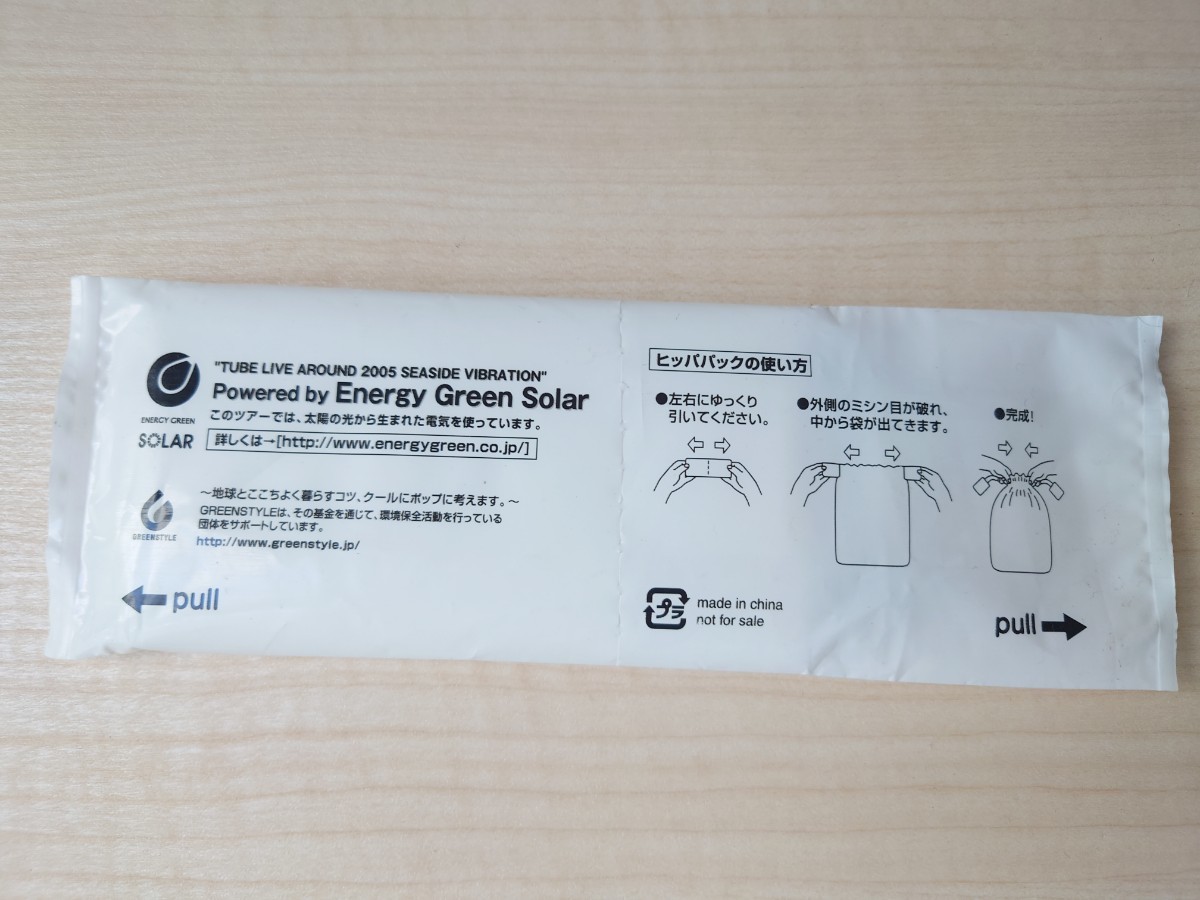 "TUBE LIVE AROUND 2005 SEASIDE VIBRATION"
Powered by Energy Green Solar
このツアーでは、太陽の光から生まれた電気を使っています。
詳しくは→[http://www.energygreen.co.jp/]
ENERGY GREEN
SOLAR
～地球とここちよく暮らすコツ、クールにポップに考えます。～
GREENSTYLEは、その基金を通じて、環境保全活動を行っている
団体をサポートしています。
http://www.greenstyle.jp/
GREENSTYLE
pull
ヒッパパックの使い方
●左右にゆっくり
引いてください。
●外側のミシン目が破れ、
中から袋が出てきます。
●完成!
プラ
made in china
not for sale
pull